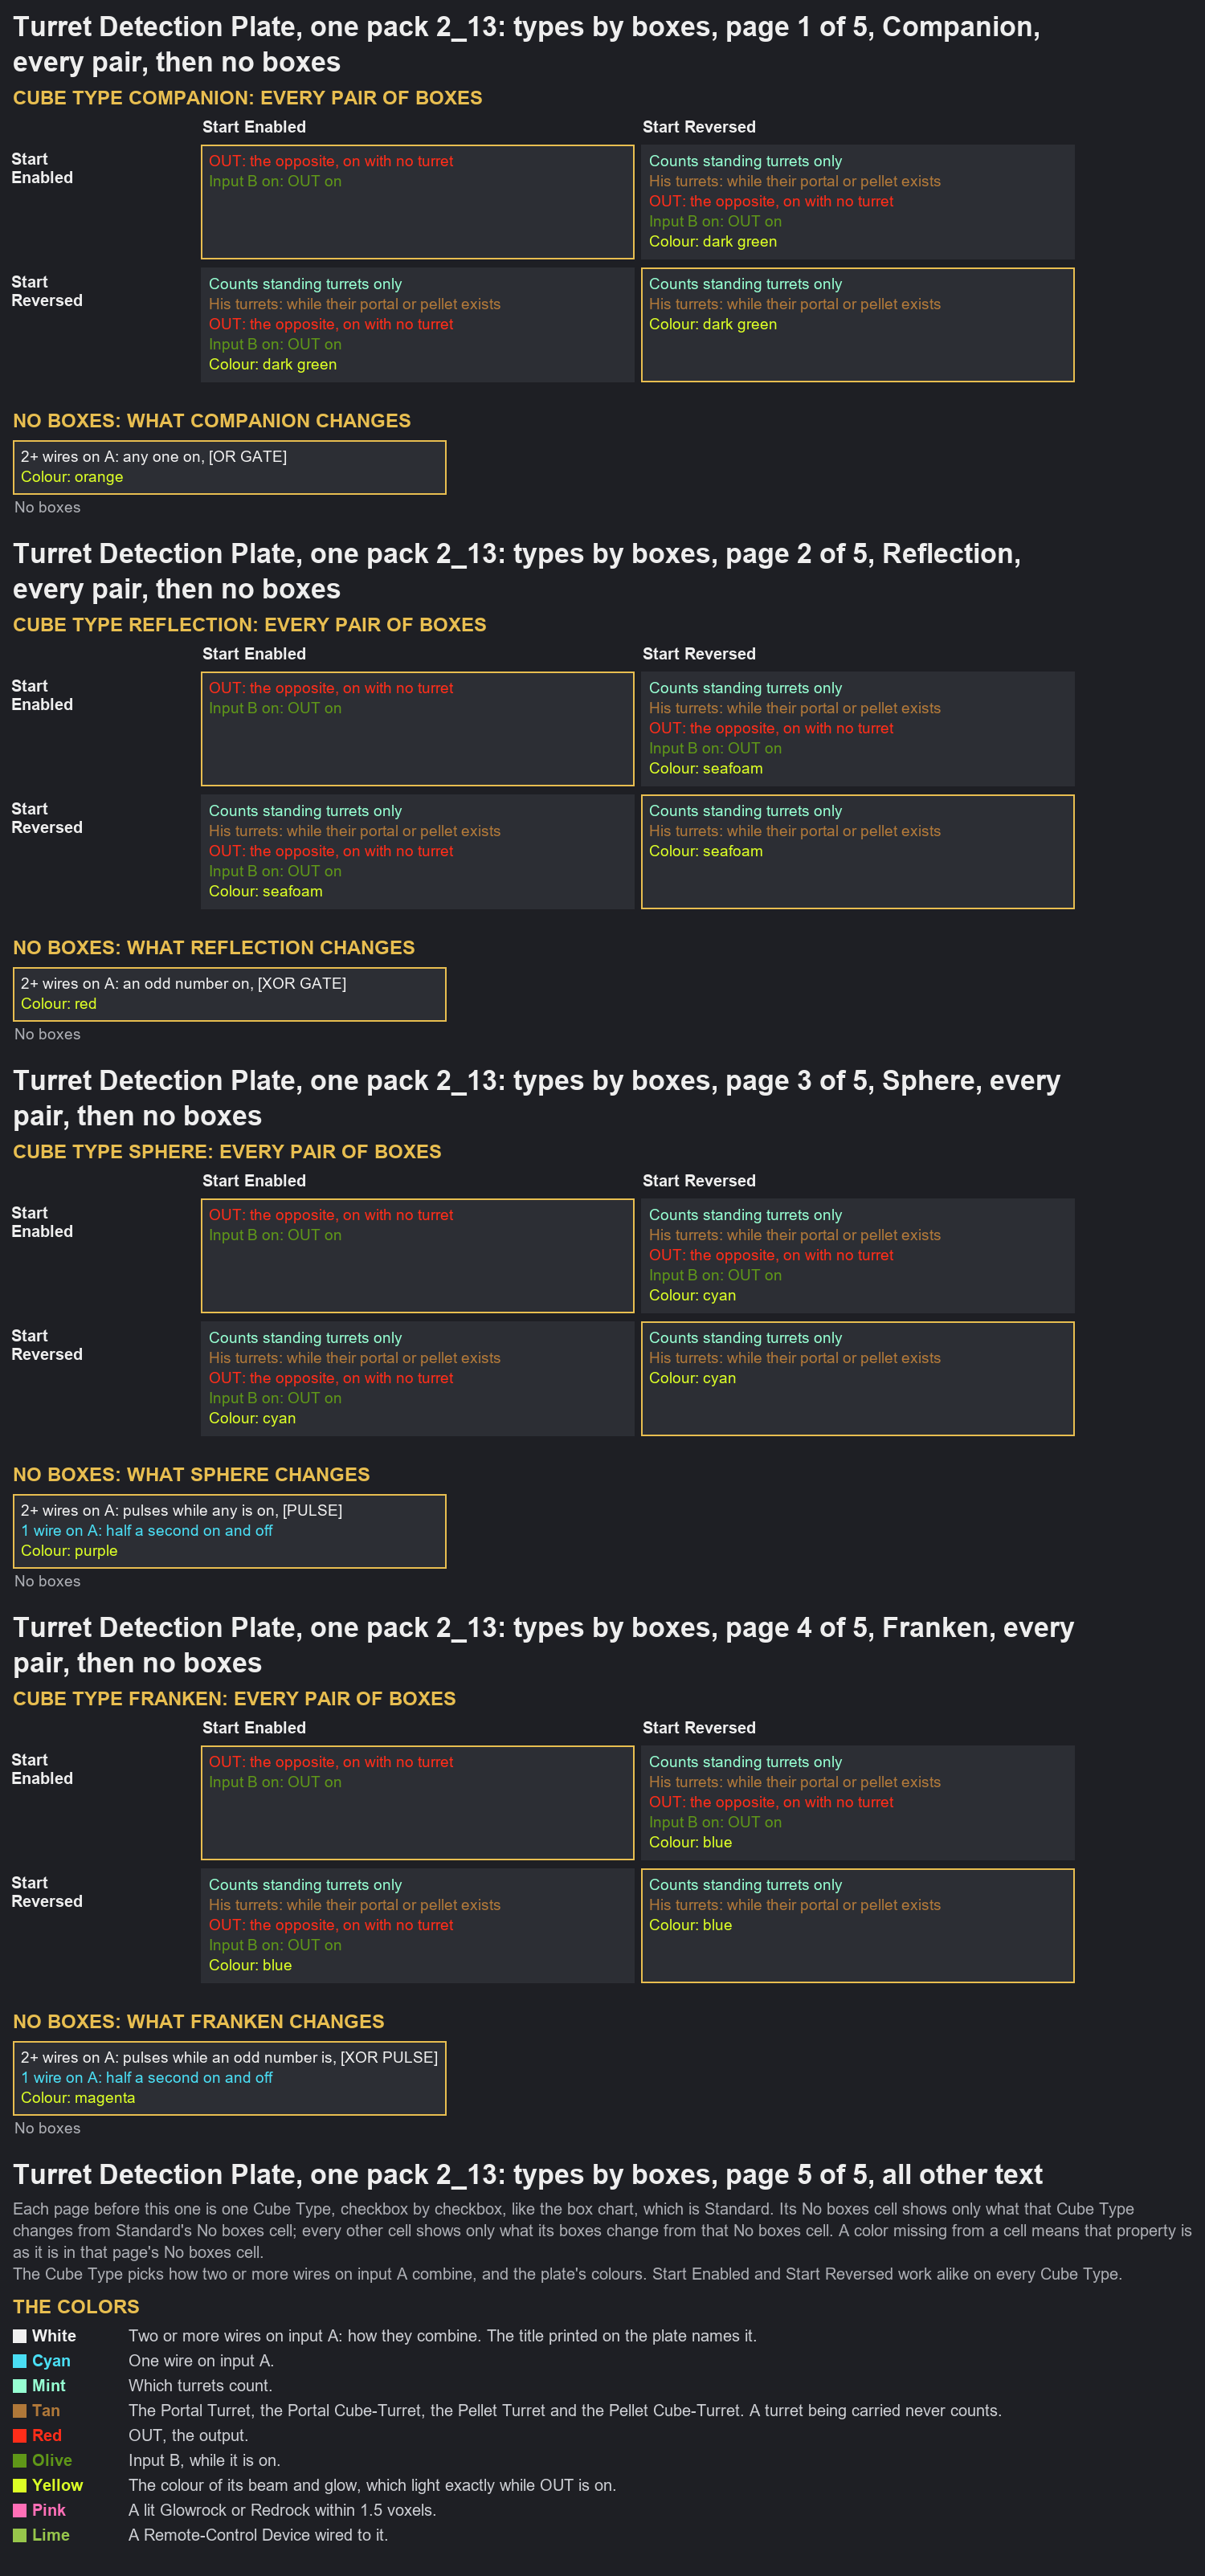 Turret Detection Plate, one pack 2_13: types by boxes, page 1 of 5, Companion,
every pair, then no boxes
CUBE TYPE COMPANION: EVERY PAIR OF BOXES
Start Enabled
Start Reversed
Start
Enabled
OUT: the opposite, on with no turret
Input B on: OUT on
Counts standing turrets only
His turrets: while their portal or pellet exists
OUT: the opposite, on with no turret
Input B on: OUT on
Colour: dark green
Start
Reversed
Counts standing turrets only
His turrets: while their portal or pellet exists
OUT: the opposite, on with no turret
Input B on: OUT on
Colour: dark green
Counts standing turrets only
His turrets: while their portal or pellet exists
Colour: dark green
NO BOXES: WHAT COMPANION CHANGES
2+ wires on A: any one on, [OR GATE]
Colour: orange
No boxes
Turret Detection Plate, one pack 2_13: types by boxes, page 2 of 5, Reflection,
every pair, then no boxes
CUBE TYPE REFLECTION: EVERY PAIR OF BOXES
Start Enabled
Start Reversed
Start
Enabled
OUT: the opposite, on with no turret
Input B on: OUT on
Counts standing turrets only
His turrets: while their portal or pellet exists
OUT: the opposite, on with no turret
Input B on: OUT on
Colour: seafoam
Start
Reversed
Counts standing turrets only
His turrets: while their portal or pellet exists
OUT: the opposite, on with no turret
Input B on: OUT on
Colour: seafoam
Counts standing turrets only
His turrets: while their portal or pellet exists
Colour: seafoam
NO BOXES: WHAT REFLECTION CHANGES
2+ wires on A: an odd number on, [XOR GATE]
Colour: red
No boxes
Turret Detection Plate, one pack 2_13: types by boxes, page 3 of 5, Sphere, every
pair, then no boxes
CUBE TYPE SPHERE: EVERY PAIR OF BOXES
Start Enabled
Start Reversed
Start
Enabled
OUT: the opposite, on with no turret
Input B on: OUT on
Counts standing turrets only
His turrets: while their portal or pellet exists
OUT: the opposite, on with no turret
Input B on: OUT on
Colour: cyan
Start
Reversed
Counts standing turrets only
His turrets: while their portal or pellet exists
OUT: the opposite, on with no turret
Input B on: OUT on
Colour: cyan
Counts standing turrets only
His turrets: while their portal or pellet exists
Colour: cyan
NO BOXES: WHAT SPHERE CHANGES
2+ wires on A: pulses while any is on, [PULSE]
1 wire on A: half a second on and off
Colour: purple
No boxes
Turret Detection Plate, one pack 2_13: types by boxes, page 4 of 5, Franken, every
pair, then no boxes
CUBE TYPE FRANKEN: EVERY PAIR OF BOXES
Start Enabled
Start Reversed
Start
Enabled
OUT: the opposite, on with no turret
Input B on: OUT on
Counts standing turrets only
His turrets: while their portal or pellet exists
OUT: the opposite, on with no turret
Input B on: OUT on
Colour: blue
Start
Reversed
Counts standing turrets only
His turrets: while their portal or pellet exists
OUT: the opposite, on with no turret
Input B on: OUT on
Colour: blue
Counts standing turrets only
His turrets: while their portal or pellet exists
Colour: blue
NO BOXES: WHAT FRANKEN CHANGES
2+ wires on A: pulses while an odd number is, [XOR PULSE]
1 wire on A: half a second on and off
Colour: magenta
No boxes
Turret Detection Plate, one pack 2_13: types by boxes, page 5 of 5, all other text
Each page before this one is one Cube Type, checkbox by checkbox, like the box chart, which is Standard. Its No boxes cell shows only what that Cube Type
changes from Standard's No boxes cell; every other cell shows only what its boxes change from that No boxes cell. A color missing from a cell means that property is
as it is in that page's No boxes cell.
The Cube Type picks how two or more wires on input A combine, and the plate's colours. Start Enabled and Start Reversed work alike on every Cube Type.
THE COLORS
White Two or more wires on input A: how they combine. The title printed on the plate names it.
Cyan One wire on input A.
Mint Which turrets count.
Tan The Portal Turret, the Portal Cube-Turret, the Pellet Turret and the Pellet Cube-Turret. A turret being carried never counts.
Red OUT, the output.
Olive Input B, while it is on.
Yellow The colour of its beam and glow, which light exactly while OUT is on.
Pink A lit Glowrock or Redrock within 1.5 voxels.
Lime A Remote-Control Device wired to it.